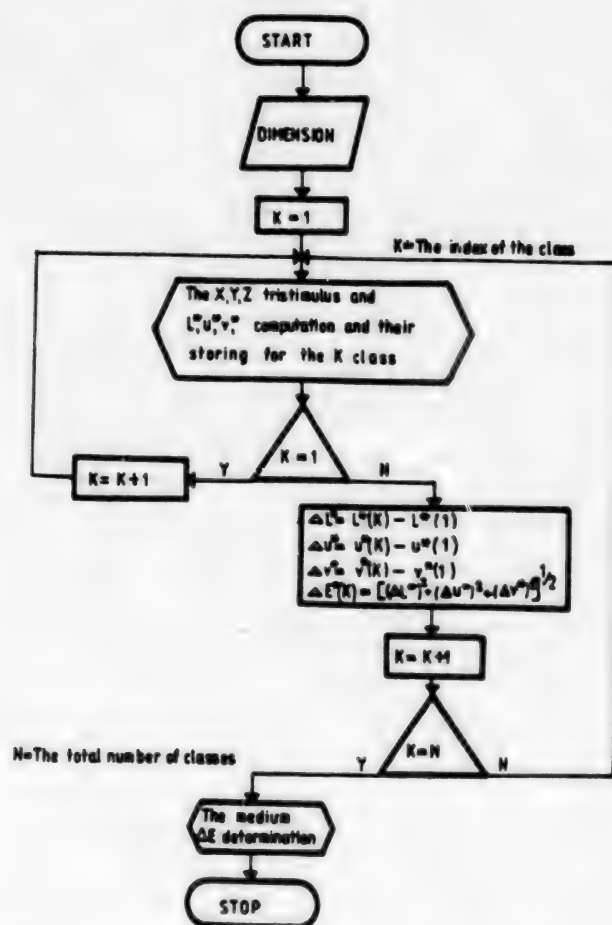 START
DIMENSION
K = 1
K= The index of the class
The X,Y,Z tristimulus and
L*, u*, v,* computation and their
storing for the K class
K = 1
Y
N
K = K + 1
ΔL*= L*(K) - L*(1)
Δu*= u*(K) - u*(1)
Δv*= v*(K) - v*(1)
ΔE*(K) = [(ΔL*)²+(Δu*)²+(Δv*)²]1/2
K = K+1
K=N
N=The total number of classes
Y
N
The medium
ΔE determination
STOP